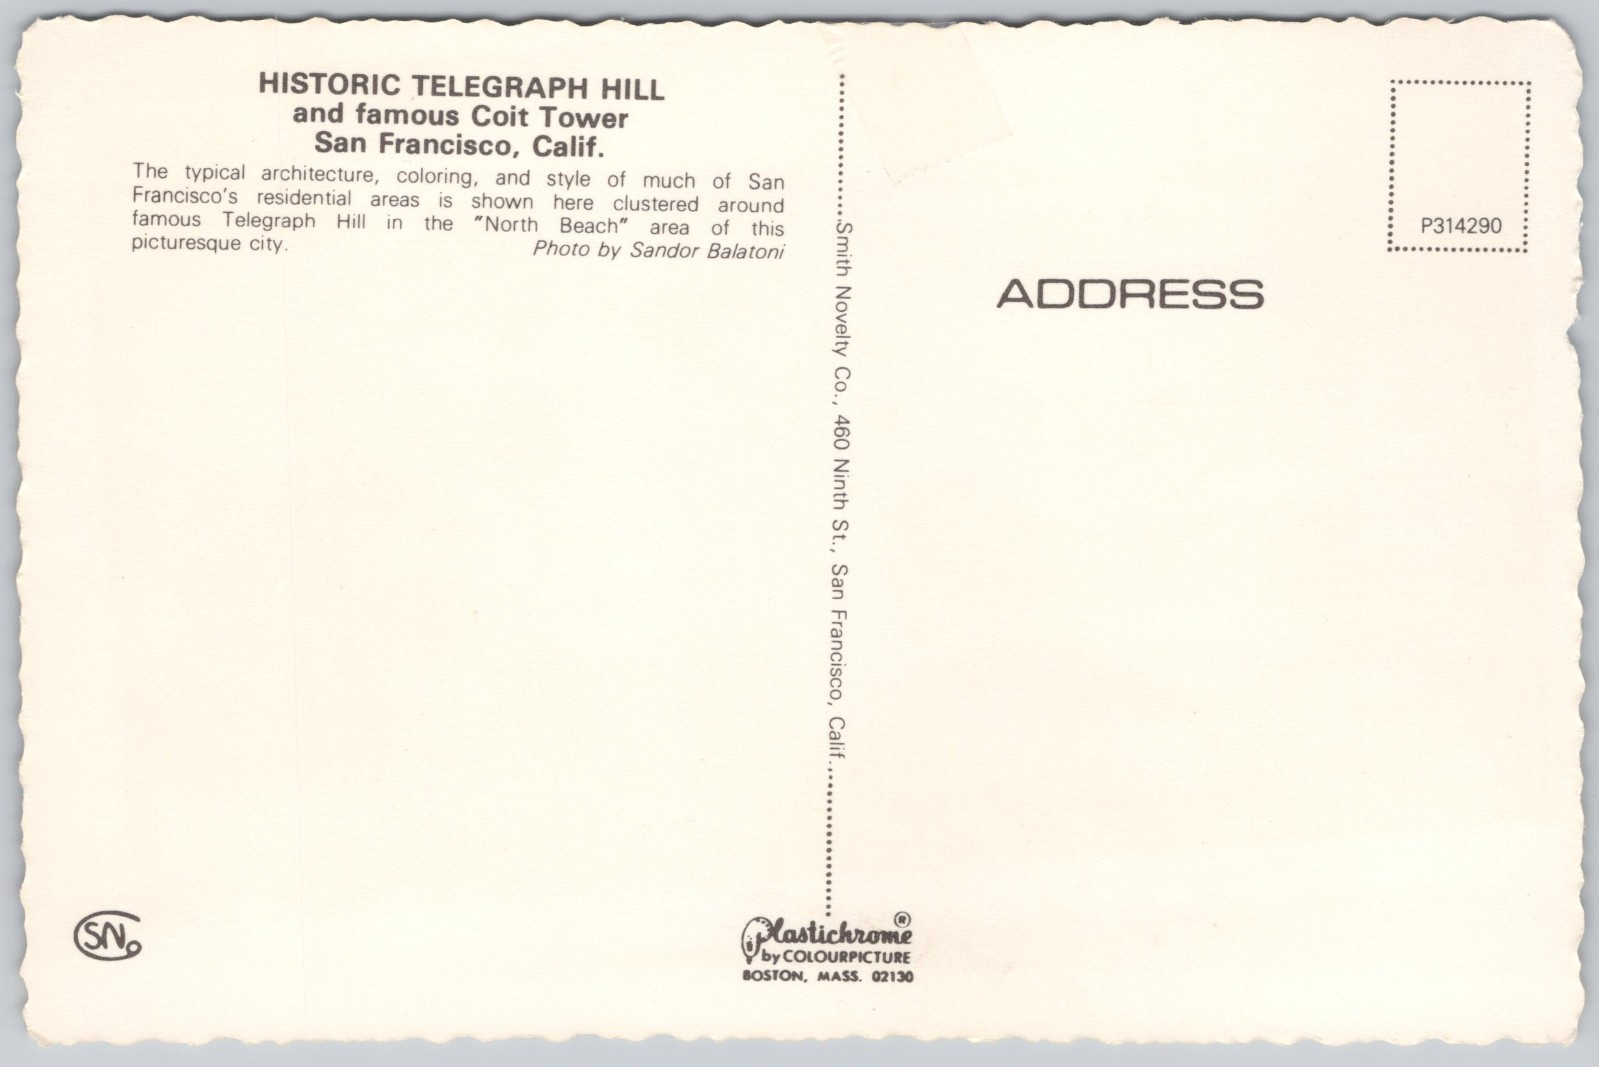 HISTORIC TELEGRAPH HILL
and famous Coit Tower
San Francisco, Calif.
The typical architecture, coloring, and style of much of San
Francisco's residential areas is shown here clustered around
famous Telegraph Hill in the "North Beach" area of this
picturesque city. Photo by Sandor Balatoni
Smith Novelty Co., 460 Ninth St., San Francisco, Calif.
P314290
ADDRESS
SN
Plastichrome ®
by COLOURPICTURE
BOSTON, MASS. 02130